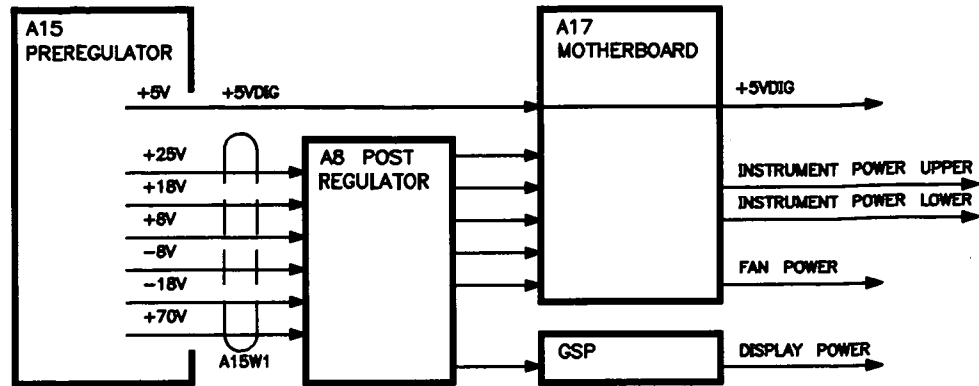 A15
PREREGULATOR
A17
MOTHERBOARD
+5V
+5VDIG
+5VDIG
A8 POST
REGULATOR
+25V
+18V
+8V
-8V
-18V
+70V
A15W1
INSTRUMENT POWER UPPER
INSTRUMENT POWER LOWER
FAN POWER
GSP
DISPLAY POWER